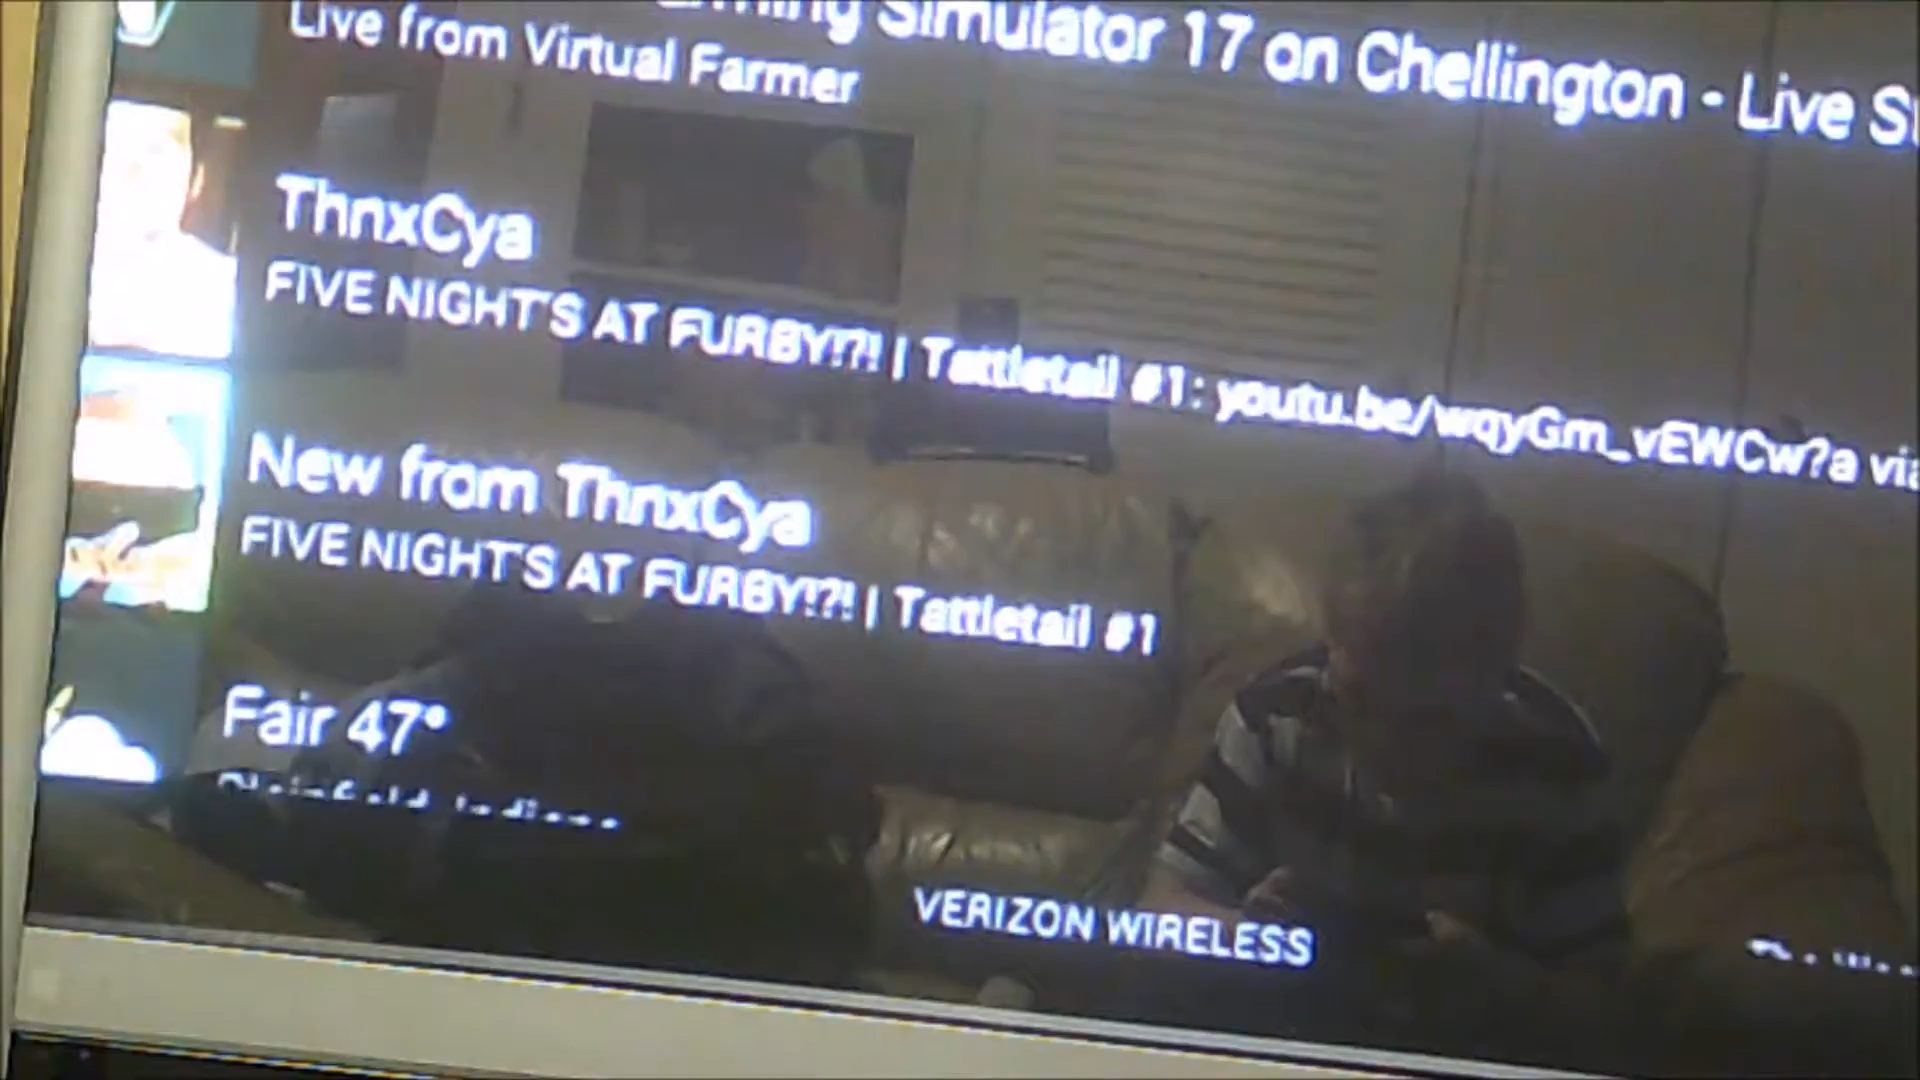 Simulator 17 on Chellington - Live
Live from Virtual Farmer
ThnxCya
FIVE NIGHT'S AT FURBY!?! | Tattletail #1: youtu.be/wqyGm_vEWCw?a via
New from ThnxCya
FIVE NIGHT'S AT FURBY!?! | Tattletail #1
Fair 47°
VERIZON WIRELESS